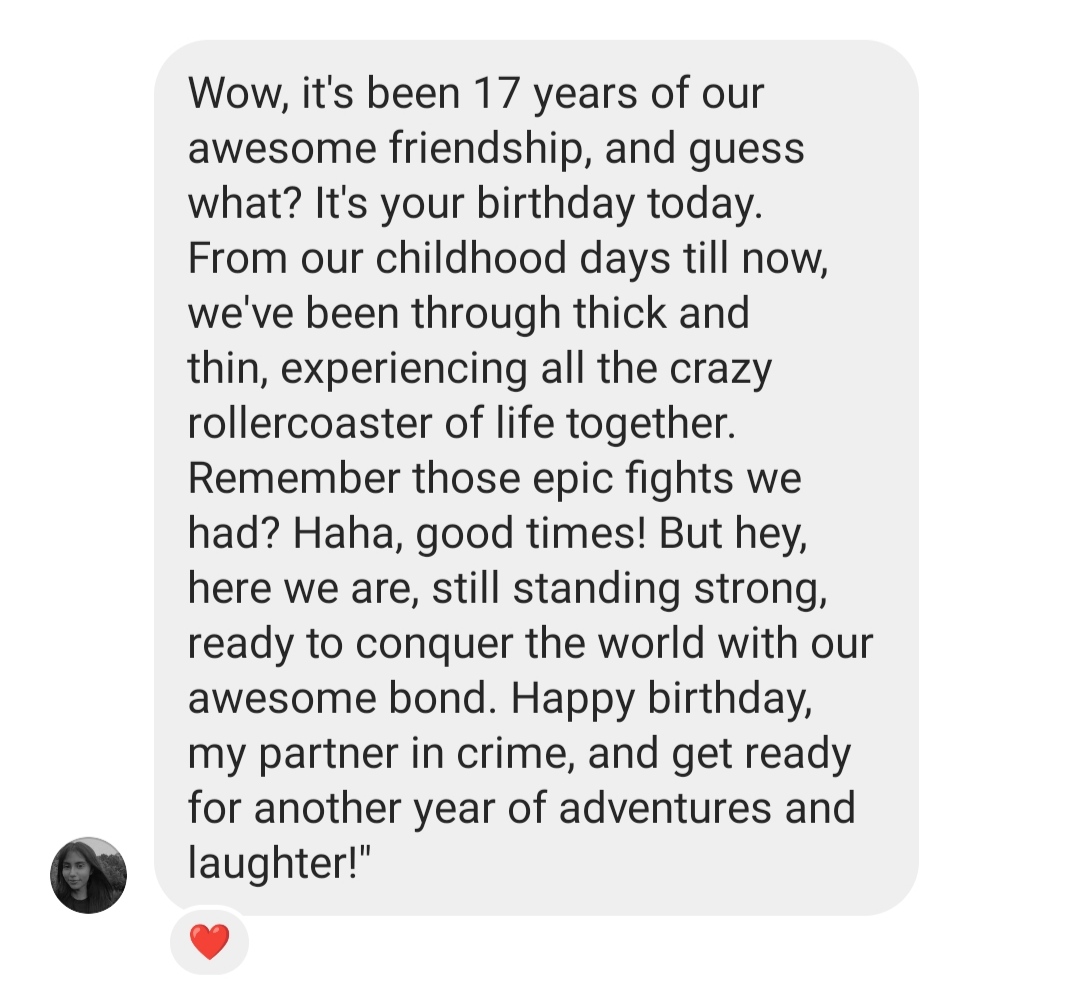 Wow, it's been 17 years of our
awesome friendship, and guess
what? It's your birthday today.
From our childhood days till now,
we've been through thick and
thin, experiencing all the crazy
rollercoaster of life together.
Remember those epic fights we
had? Haha, good times! But hey,
here we are, still standing strong,
ready to conquer the world with our
awesome bond. Happy birthday,
my partner in crime, and get ready
for another year of adventures and
laughter!"